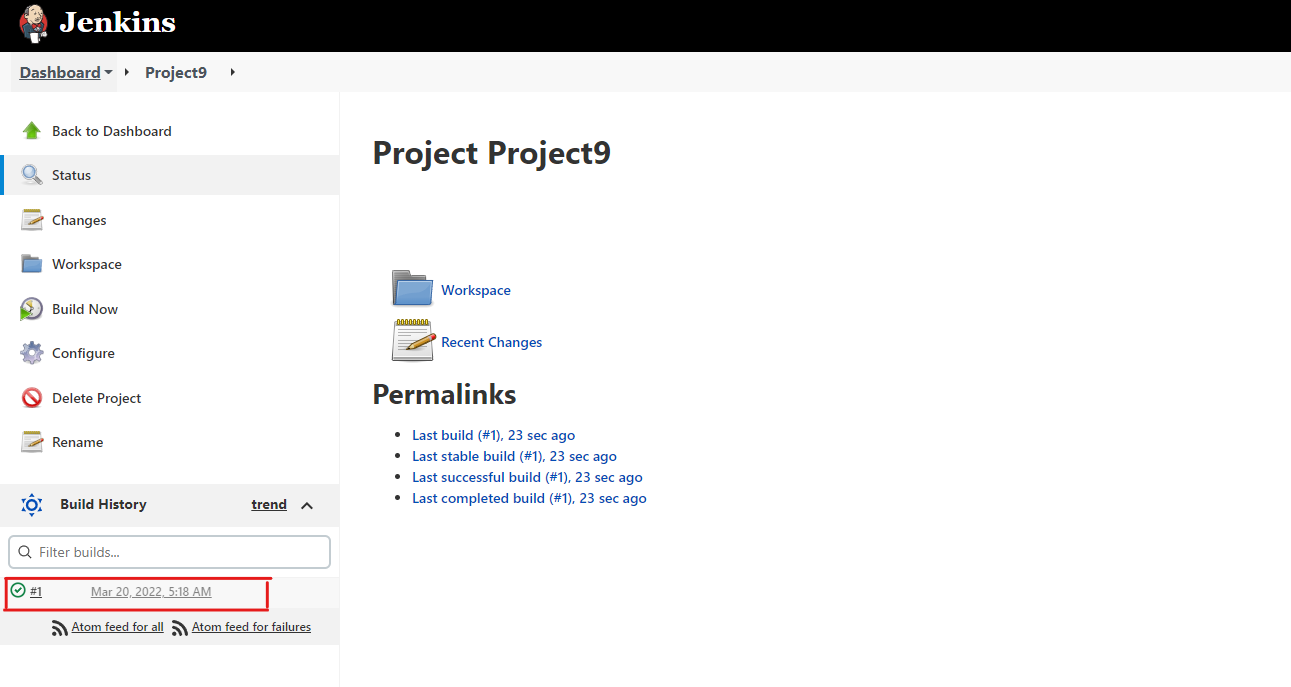 Jenkins
Dashboard
Project9
Back to Dashboard
Status
Changes
Workspace
Build Now
Configure
Delete Project
Rename
Build History
trend
Filter builds...
#1
Mar 20, 2022, 5:18 AM
Atom feed for all
Atom feed for failures
Project Project9
Workspace
Recent Changes
Permalinks
Last build (#1), 23 sec ago
Last stable build (#1), 23 sec ago
Last successful build (#1), 23 sec ago
Last completed build (#1), 23 sec ago